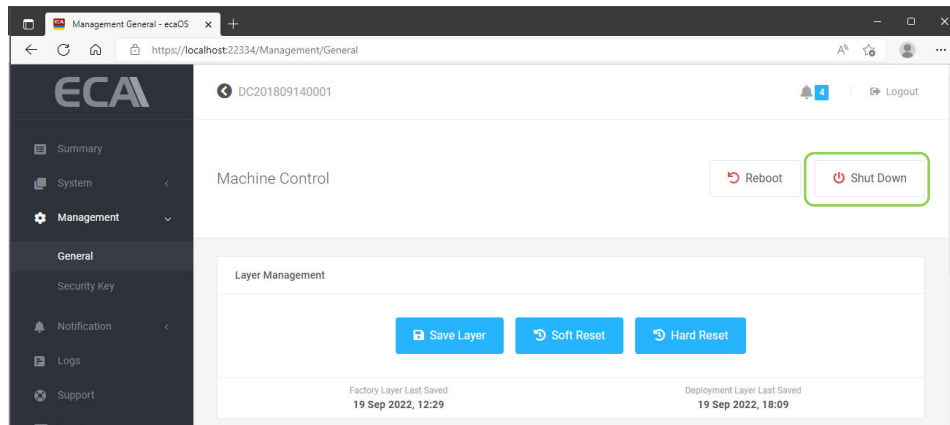 Management General - ecaOS
https://localhost:22334/Management/General
ECA
DC201809140001
4
Logout
Summary
System
Machine Control
Reboot
Shut Down
Management
General
Layer Management
Security Key
Notification
Save Layer
Soft Reset
Hard Reset
Logs
Support
Factory Layer Last Saved
19 Sep 2022, 12:29
Deployment Layer Last Saved
19 Sep 2022, 18:09